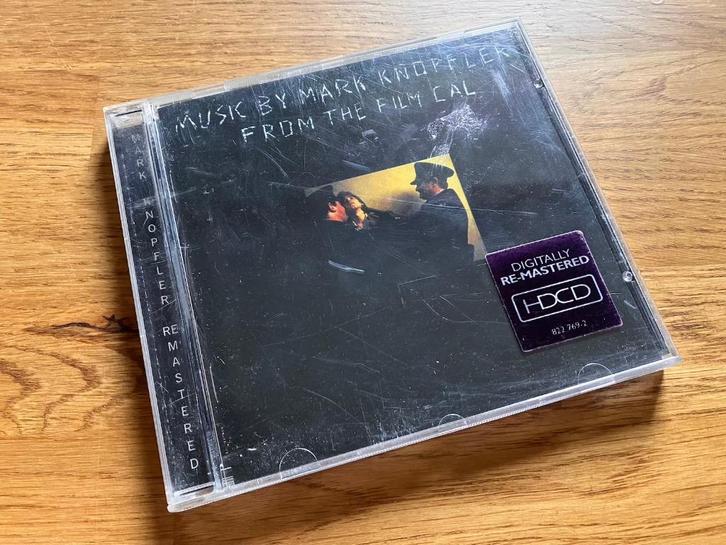 MUSIC BY MARK KNOPFLER
FROM THE FILM CAL
DIGITALLY
RE-MASTERED
HDCD
822 769-2
MARK KNOPFLER REMASTERED